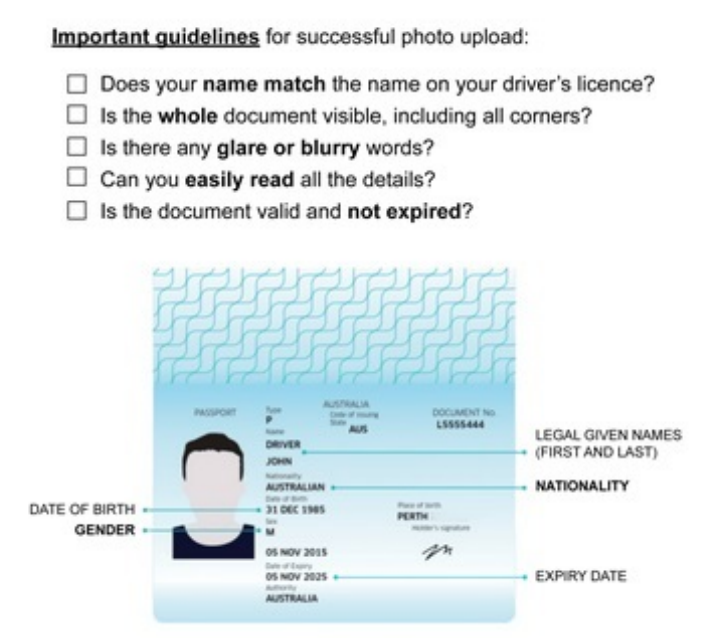 Important guidelines for successful photo upload:
Does your name match the name on your driver's licence?
Is the whole document visible, including all corners?
Is there any glare or blurry words?
Can you easily read all the details?
Is the document valid and not expired?
PASSPORT
Type
P
AUSTRALIA
Code of issuing
State
AUS
DOCUMENT No
L5555444
Name
DRIVER
JOHN
LEGAL GIVEN NAMES
(FIRST AND LAST)
Nationality
AUSTRALIAN
NATIONALITY
DATE OF BIRTH
Date of Birth
31 DEC 1985
Place of birth
PERTH
GENDER
Sex
M
Holder's signature
05 NOV 2015
Date of Expiry
05 NOV 2025
EXPIRY DATE
Authority
AUSTRALIA